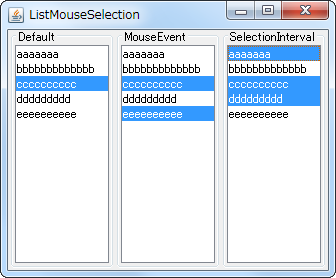 ListMouseSelection
Default
aaaaaaa
bbbbbbbbbbbbb
cccccccccc
ddddddddd
eeeeeeeeee
MouseEvent
aaaaaaa
bbbbbbbbbbbbb
cccccccccc
ddddddddd
eeeeeeeeee
SelectionInterval
aaaaaaa
bbbbbbbbbbbbb
cccccccccc
ddddddddd
eeeeeeeeee